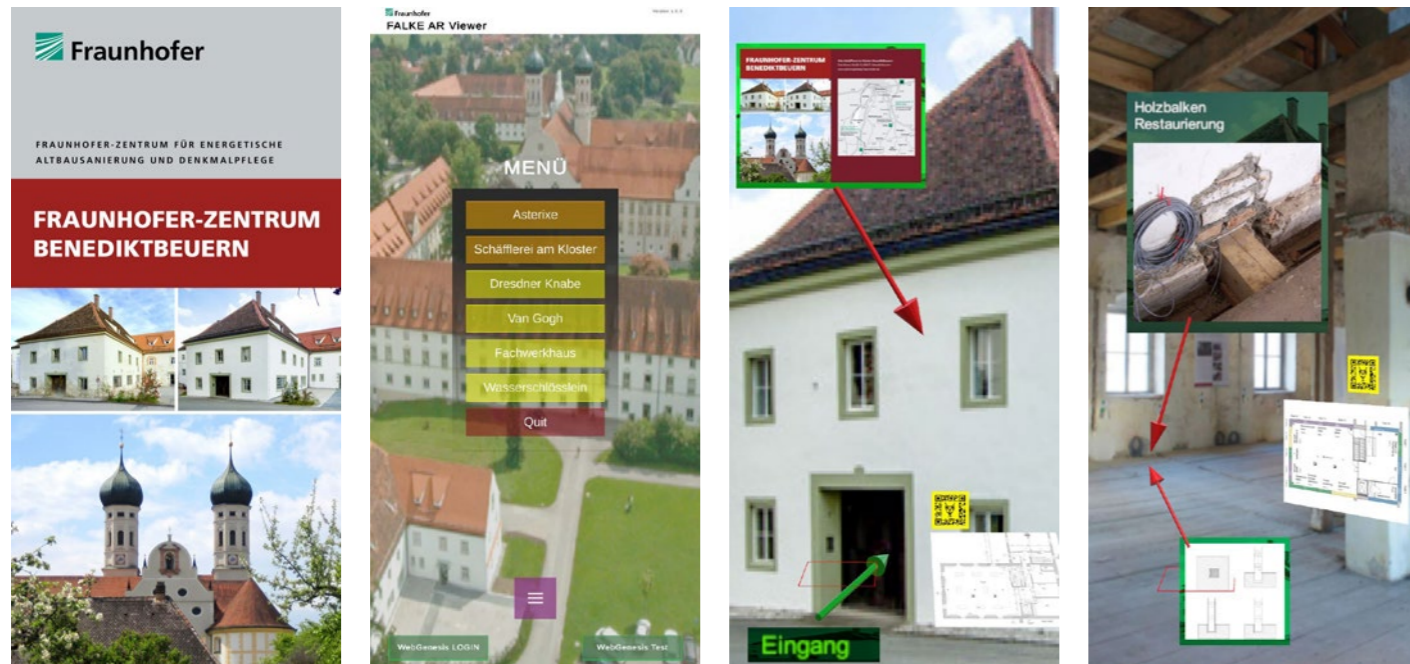 Fraunhofer
FRAUNHOFER-ZENTRUM FÜR ENERGETISCHE
ALTBAUSANIERUNG UND DENKMALPFLEGE
FRAUNHOFER-ZENTRUM
BENEDIKTBEUERN
Fraunhofer
FALKE AR Viewer
MENÜ
Asterixe
Schäfflerei am Kloster
Dresdner Knabe
Van Gogh
Fachwerkhaus
Wasserschlösslein
Quit
WebGenesis LOGIN
WebGenesis Test
FRAUNHOFER-ZENTRUM
BENEDIKTBEUERN
Eingang
Holzbalken
Restaurierung